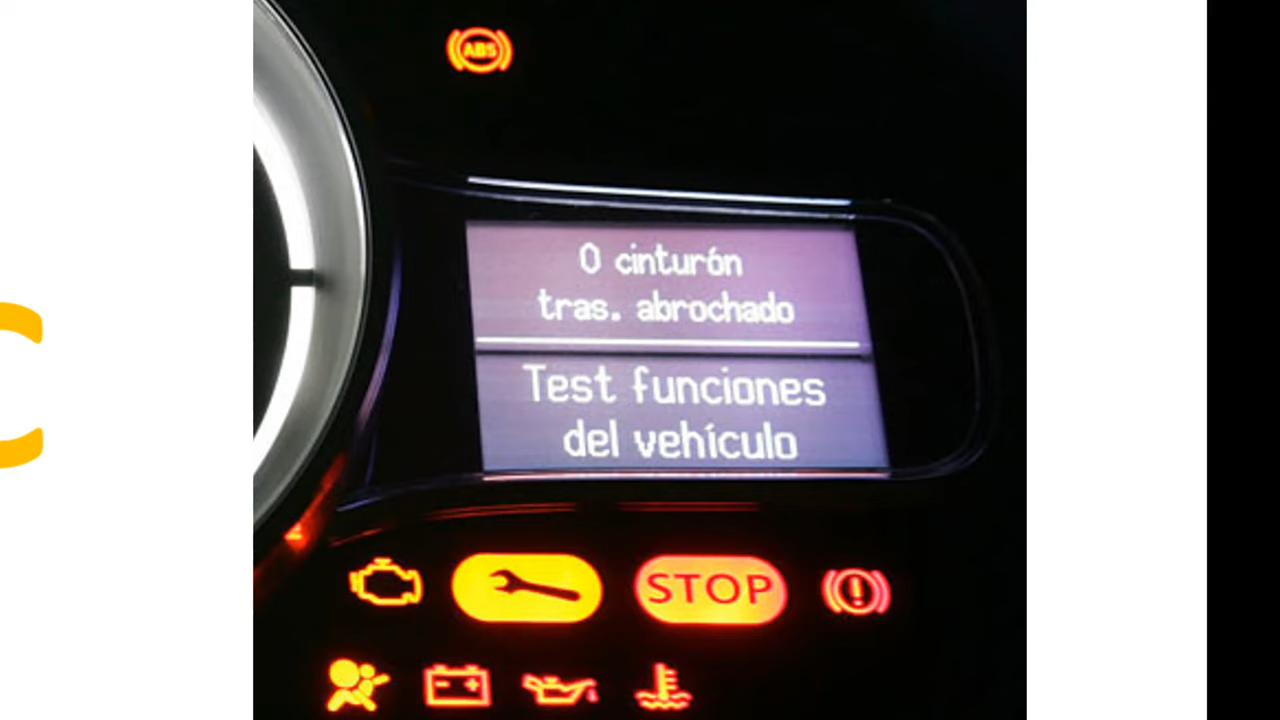 ABS
0 cinturón
tras. abrochado
Test funciones
del vehículo
STOP
C